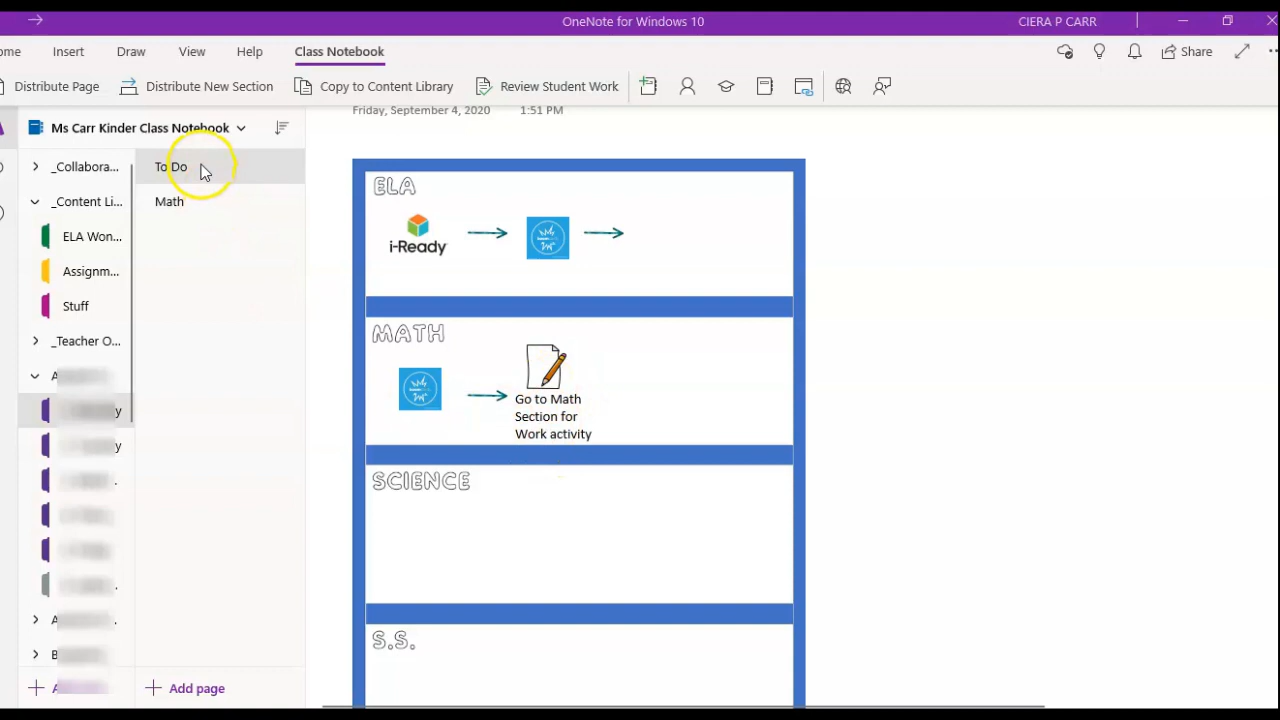 OneNote for Windows 10
CIERA P CARR
ome
Insert
Draw
View
Help
Class Notebook
Share
Distribute Page
Distribute New Section
Copy to Content Library
Review Student Work
Ms Carr Kinder Class Notebook
_Collabora...
_Content Li...
ELA Won...
Assignm...
Stuff
_Teacher O...
A
y
y
A
B
To Do
Math
Add page
Friday, September 4, 2020
1:51 PM
ELA
i-Ready
MATH
Go to Math
Section for
Work activity
SCIENCE
S.S.